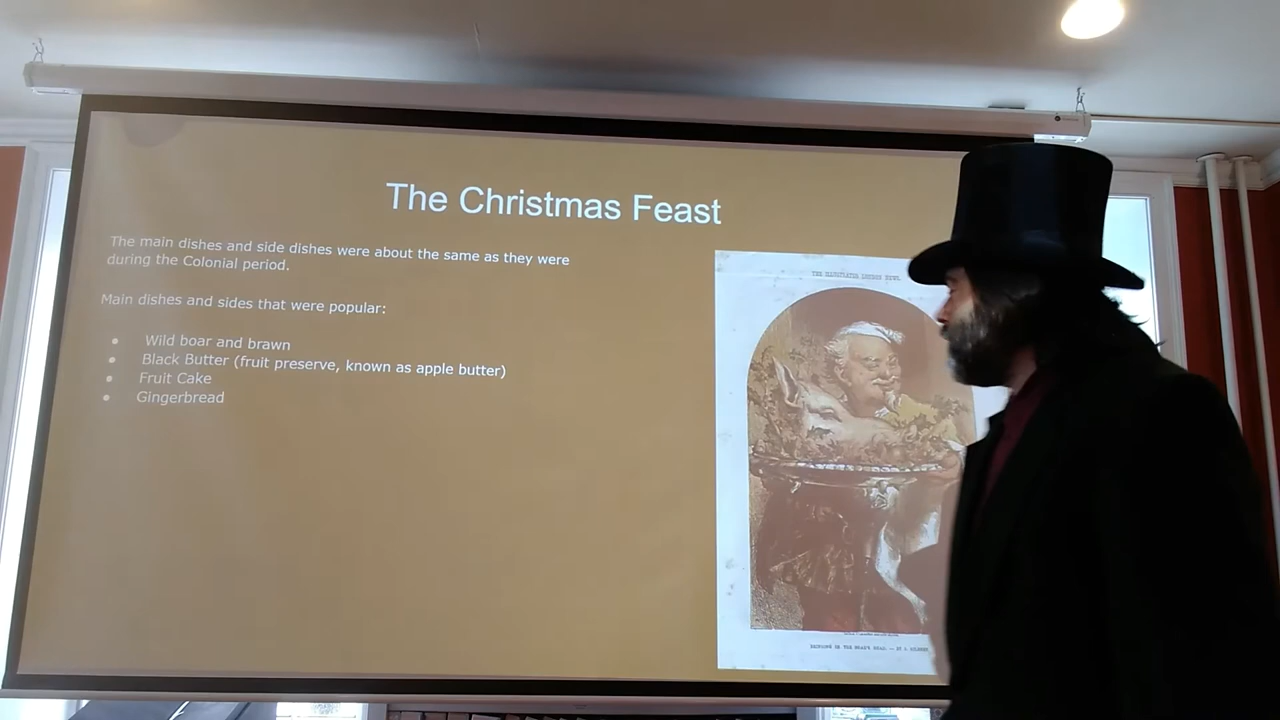 The Christmas Feast
The main dishes and side dishes were about the same as they were
during the Colonial period.
Main dishes and sides that were popular:
Wild boar and brawn
Black Butter (fruit preserve, known as apple butter)
Fruit Cake
Gingerbread
THE ILLUSTRATED LONDON NEWS